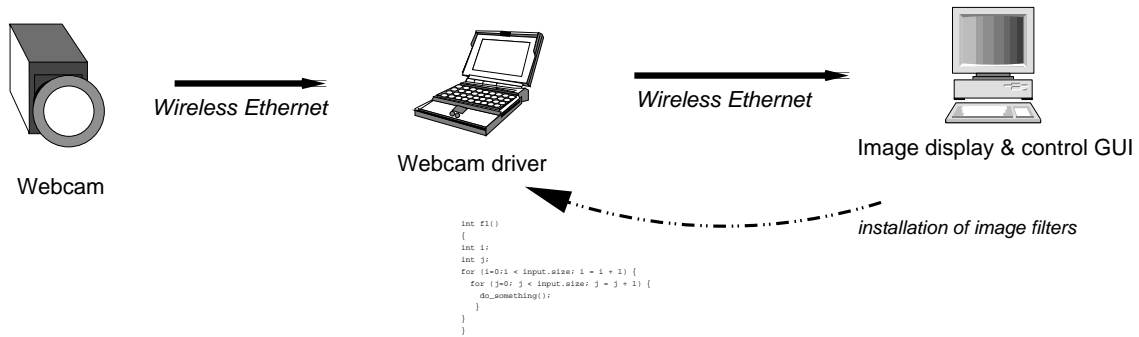 Wireless Ethernet
Wireless Ethernet
Webcam
Webcam driver
Image display & control GUI
installation of image filters
int f1()
{
int i;
int j;
for (i=0;i < input.size; i = i + 1) {
for (j=0; j < input.size; j = j + 1) {
do_something();
}
}
}